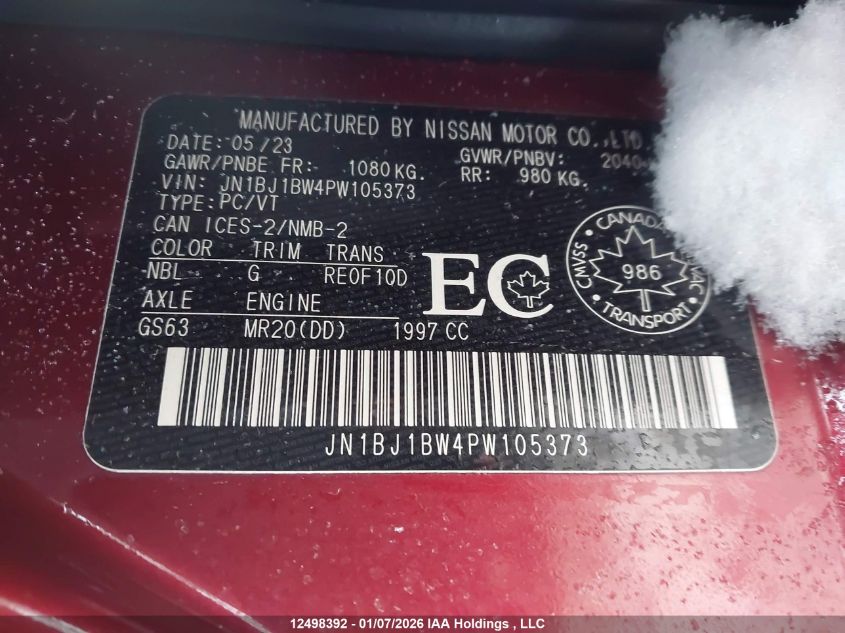 MANUFACTURED BY NISSAN MOTOR CO.,LTD
DATE: 05/23
GAWR/PNBE FR: 1080KG.
GVWR/PNBV: 2040
RR: 980 KG.
VIN: JN1BJ1BW4PW105373
TYPE: PC/VT
CAN ICES-2/NMB-2
COLOR TRIM TRANS
NBL G RE0F10D
AXLE ENGINE
GS63 MR20(DD) 1997 CC
EC
CANADA
CMVSS 986
TRANSPORT
JN1BJ1BW4PW105373
12498392 - 01/07/2026 IAA Holdings , LLC